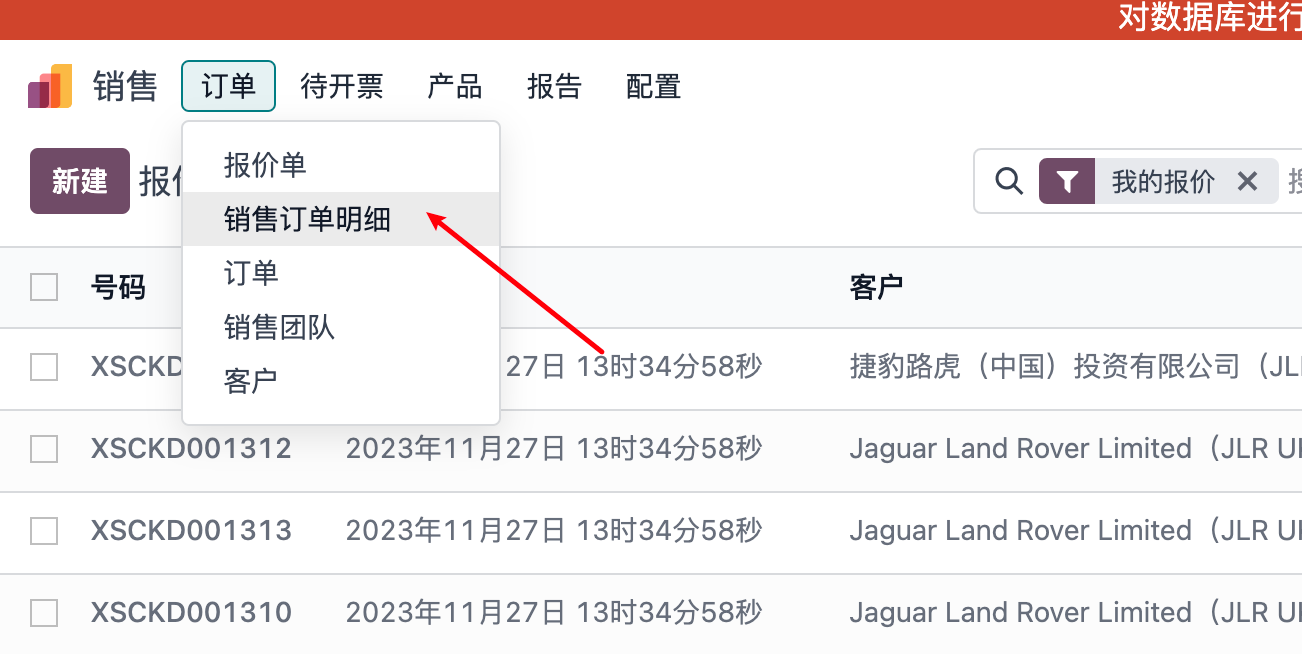 对数据库进行
销售 订单 待开票 产品 报告 配置
新建 报价 我的报价
报价单
销售订单明细
订单
销售团队
客户
号码 客户
XSCKD 27日 13时34分58秒 捷豹路虎（中国）投资有限公司（JL
XSCKD001312 2023年11月27日 13时34分58秒 Jaguar Land Rover Limited（JLR U
XSCKD001313 2023年11月27日 13时34分58秒 Jaguar Land Rover Limited（JLR U
XSCKD001310 2023年11月27日 13时34分58秒 Jaguar Land Rover Limited（JLR U